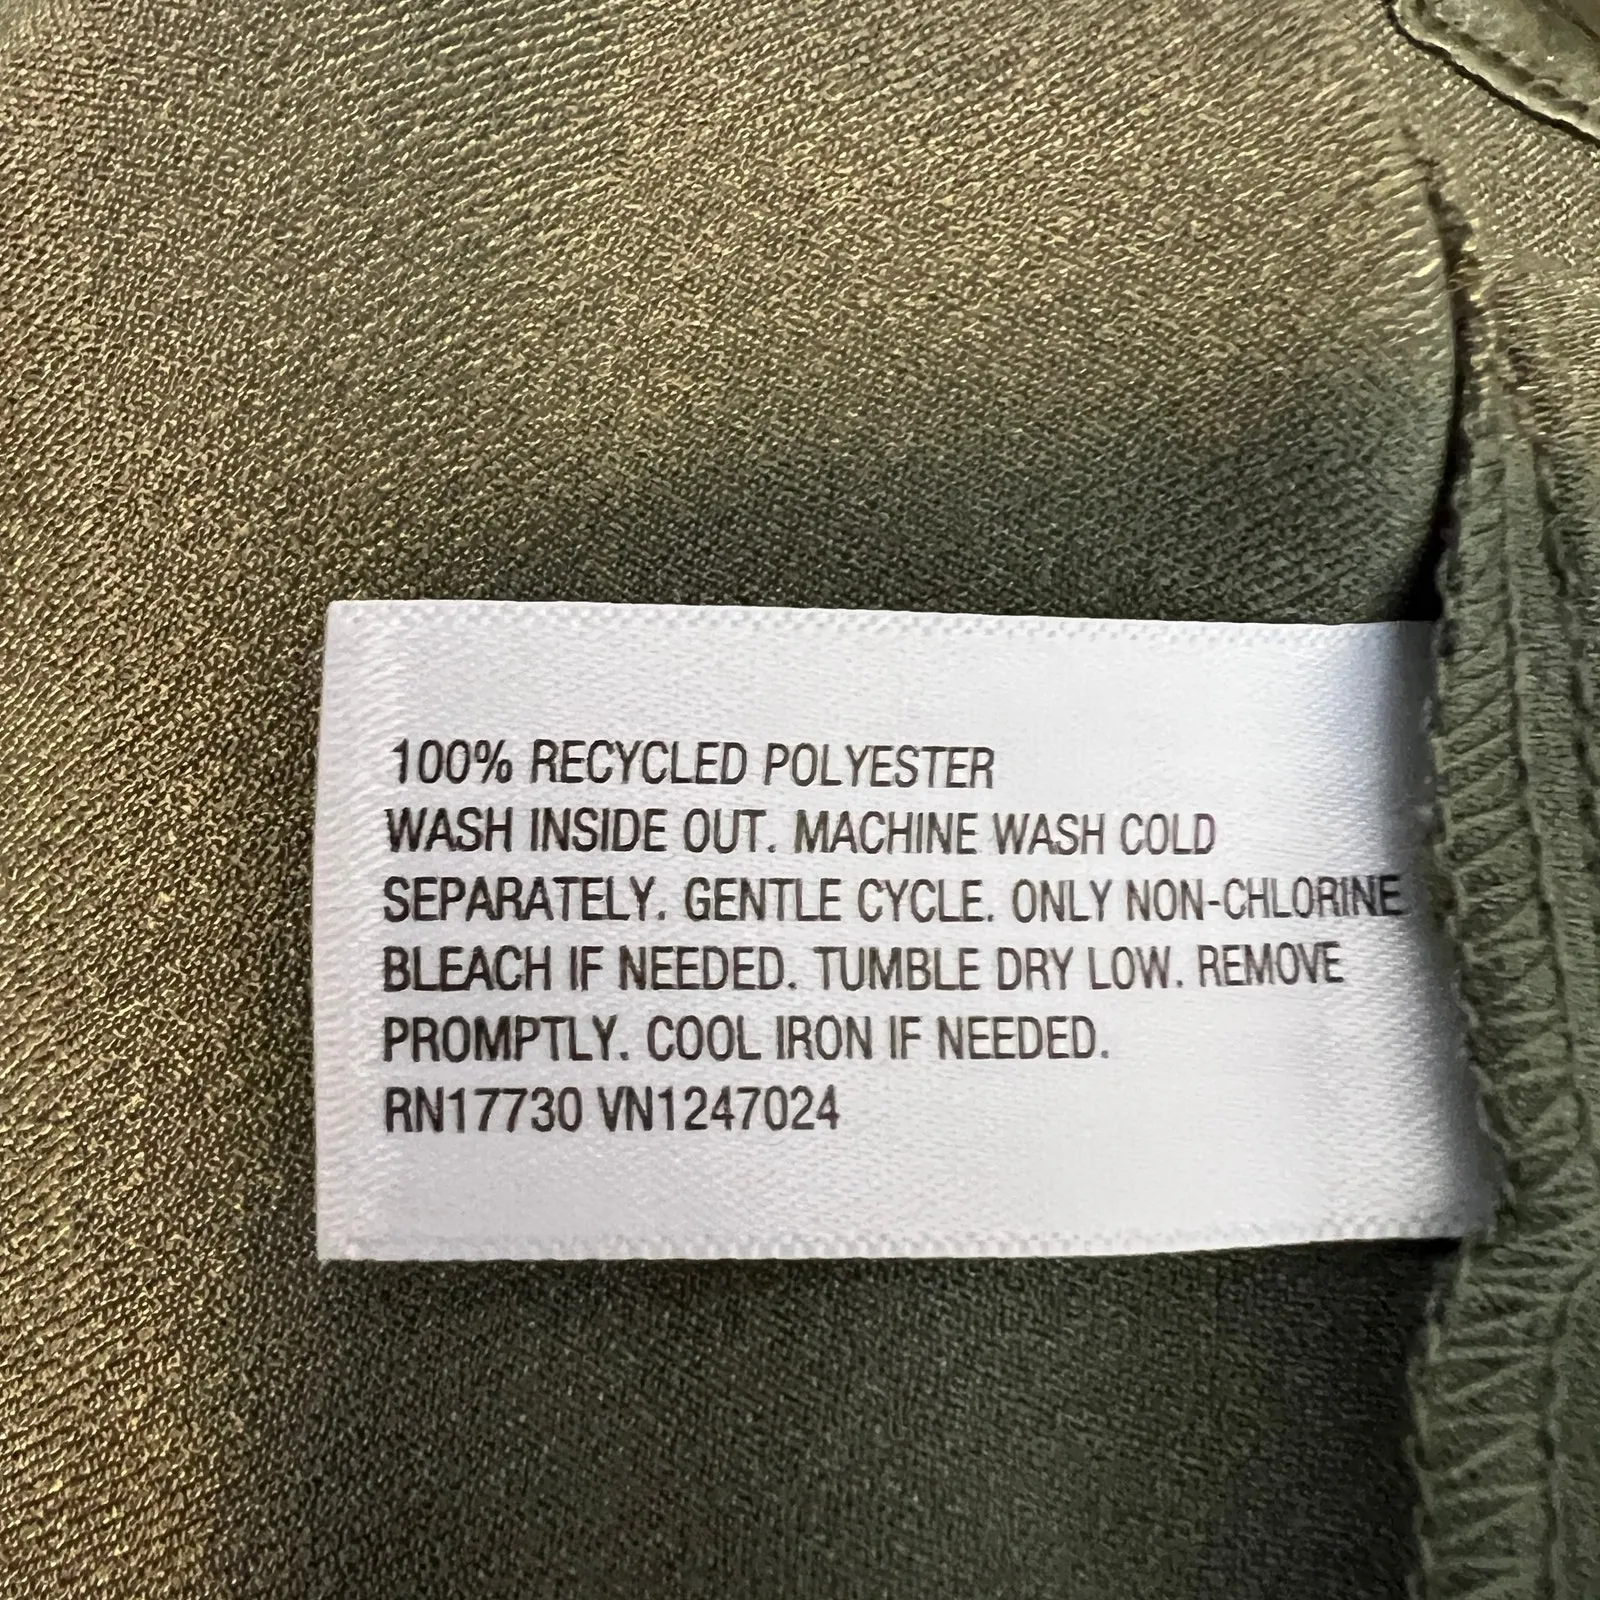 100% RECYCLED POLYESTER
WASH INSIDE OUT. MACHINE WASH COLD
SEPARATELY. GENTLE CYCLE. ONLY NON-CHLORINE
BLEACH IF NEEDED. TUMBLE DRY LOW. REMOVE
PROMPTLY. COOL IRON IF NEEDED.
RN17730 VN1247024